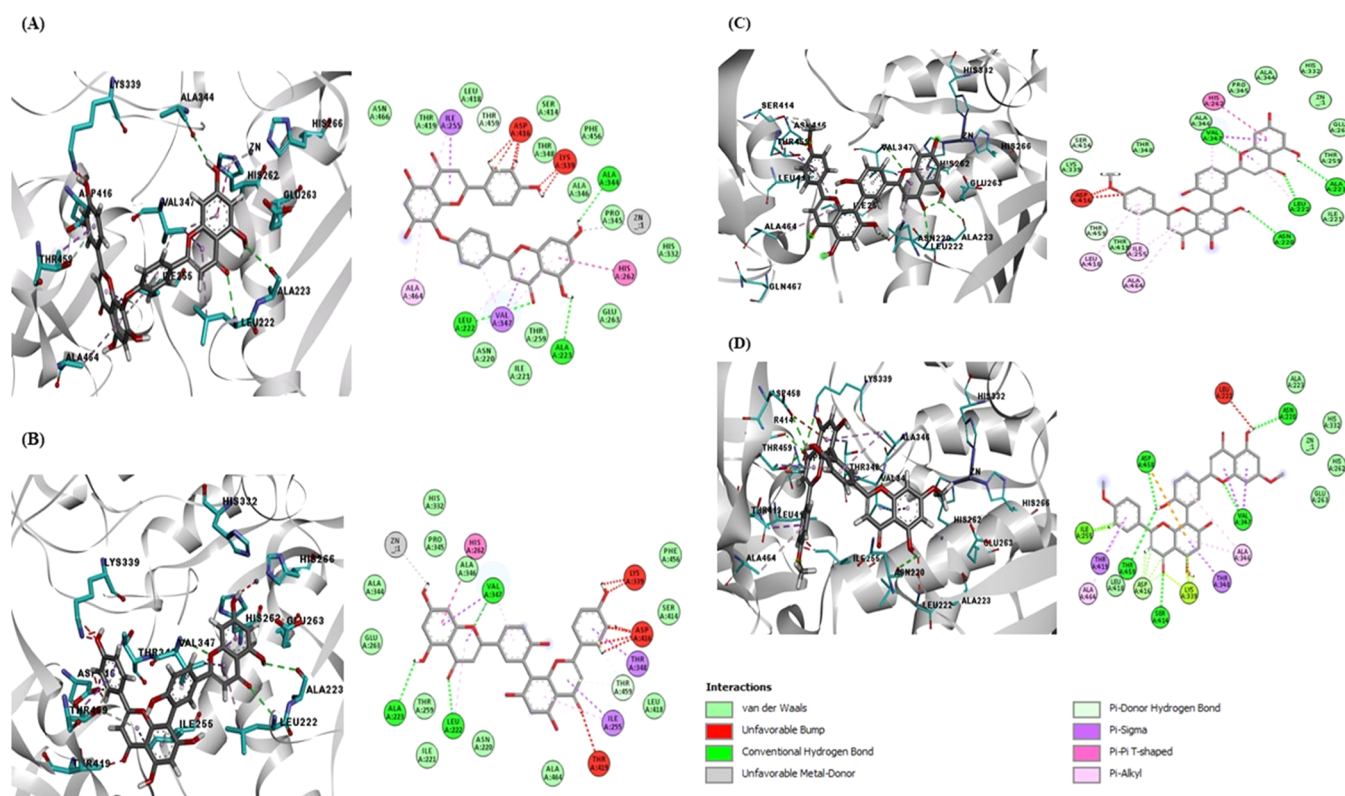 (A)
LYS339
ALA344
HIS266
ZN
HIS262
ASP416
GLU263
VAL347
THR459
ILE255
ALA223
LEU222
ALA464
ASN
A:466
THR
A:419
LEU
A:418
ILE
A:255
THR
A:459
ASP
A:416
SER
A:414
THR
A:348
PHE
A:456
LYS
A:339
ALA
A:346
ALA
A:344
PRO
A:345
ZN
_:1
HIS
A:332
HIS
A:262
GLU
A:263
ALA
A:464
LEU
A:222
VAL
A:347
THR
A:259
ALA
A:223
ASN
A:220
ILE
A:221
(B)
HIS332
LYS339
HIS266
HIS262
GLU263
VAL347
ALA223
LEU222
ILE255
THR419
ZN
_:1
HIS
A:332
PRO
A:345
HIS
A:262
ALA
A:346
VAL
A:347
ALA
A:344
GLU
A:263
ALA
A:223
THR
A:259
LEU
A:222
ILE
A:221
ASN
A:220
ALA
A:464
PHE
A:456
LYS
A:339
SER
A:414
ASP
A:416
THR
A:348
THR
A:459
LEU
A:418
ILE
A:255
THR
A:419
(C)
HIS332
SER414
ZN
THR459
VAL347
HIS262
HIS266
GLU263
ALA464
ASN220
LEU222
ALA223
GLN467
SER
A:414
LYS
A:339
ASP
A:416
THR
A:459
LEU
A:418
THR
A:419
ILE
A:255
ALA
A:464
THR
A:348
HIS
A:262
ALA
A:346
VAL
A:347
PRO
A:345
ALA
A:344
HIS
A:332
ZN
_:1
THR
A:259
ALA
A:223
LEU
A:222
ILE
A:221
ASN
A:220
(D)
LYS339
ASP458
R414
HIS332
THR459
ALA346
ZN
HIS266
THR419
HIS262
ALA464
GLU263
ASN220
ALA223
LEU222
LEU
A:222
ALA
A:223
ASN
A:220
HIS
A:332
ZN
_:1
HIS
A:262
GLU
A:263
ASP
A:458
VAL
A:347
ILE
A:255
THR
A:419
ALA
A:464
LEU
A:418
THR
A:459
ASP
A:416
SER
A:414
LYS
A:339
THR
A:348
ALA
A:346
Interactions
van der Waals
Unfavorable Bump
Conventional Hydrogen Bond
Unfavorable Metal-Donor
Pi-Donor Hydrogen Bond
Pi-Sigma
Pi-Pi T-shaped
Pi-Alkyl